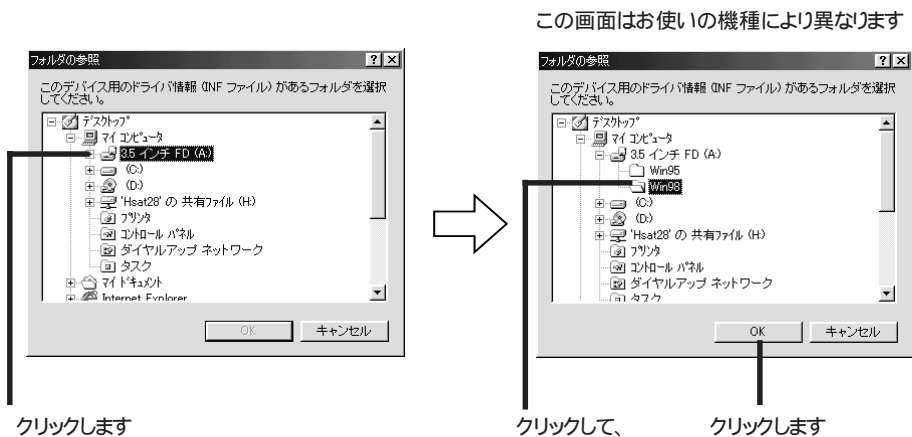 この画面はお使いの機種により異なります
フォルダの参照
このデバイス用のドライバ情報 (INF ファイル) があるフォルダを選択
してください。
デスクトップ
マイ コンピュータ
3.5 インチ FD (A:)
(C:)
(D:)
'Hsat28' の 共有ファイル (H:)
プリンタ
コントロール パネル
ダイヤルアップ ネットワーク
タスク
マイ ドキュメント
Internet Explorer
OK
キャンセル
クリックします
フォルダの参照
このデバイス用のドライバ情報 (INF ファイル) があるフォルダを選択
してください。
デスクトップ
マイ コンピュータ
3.5 インチ FD (A:)
Win95
Win98
(C:)
(D:)
'Hsat28' の 共有ファイル (H:)
プリンタ
コントロール パネル
ダイヤルアップ ネットワーク
タスク
OK
キャンセル
クリックして、
クリックします